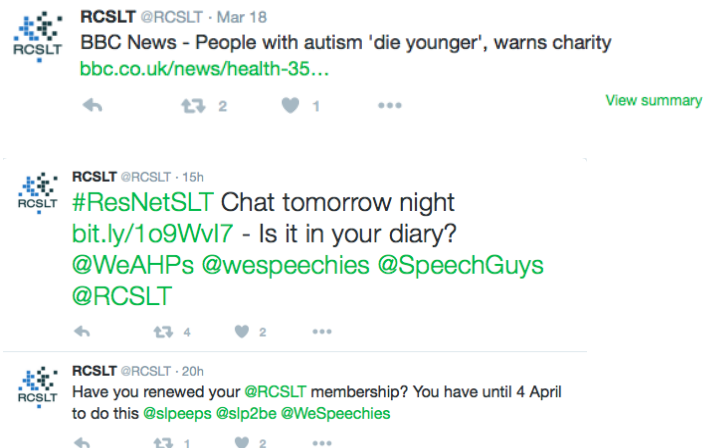 RCSLT @RCSLT · Mar 18
RCSLT
BBC News - People with autism 'die younger', warns charity
bbc.co.uk/news/health-35…
2 1
View summary
RCSLT @RCSLT · 15h
RCSLT
#ResNetSLT Chat tomorrow night
bit.ly/1o9WvI7 - Is it in your diary?
@WeAHPs @wespeechies @SpeechGuys
@RCSLT
4 2
RCSLT @RCSLT · 20h
RCSLT
Have you renewed your @RCSLT membership? You have until 4 April
to do this @slpeeps @slp2be @WeSpeechies
1 2